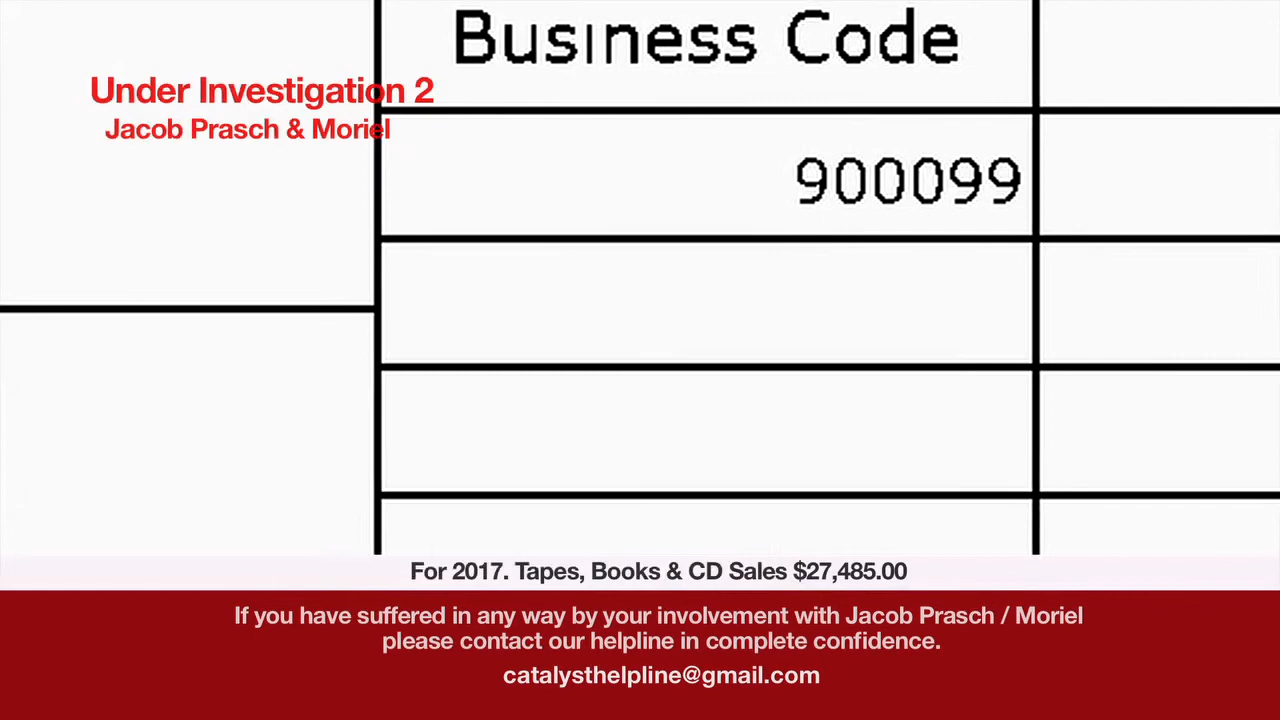 Business Code
Under Investigation 2
Jacob Prasch & Moriel
900099
For 2017. Tapes, Books & CD Sales $27,485.00
If you have suffered in any way by your involvement with Jacob Prasch / Moriel
please contact our helpline in complete confidence.
catalysthelpline@gmail.com